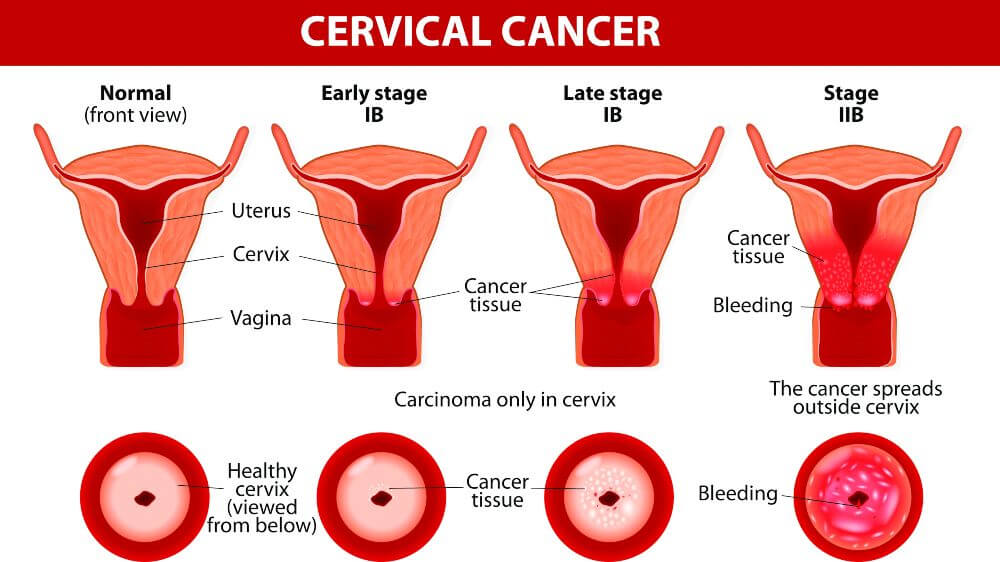 CERVICAL CANCER
Normal
(front view)
Early stage
IB
Late stage
IB
Stage
IIB
Uterus
Cervix
Vagina
Cancer
tissue
Cancer
tissue
Bleeding
Carcinoma only in cervix
The cancer spreads
outside cervix
Healthy
cervix
(viewed
from below)
Cancer
tissue
Bleeding